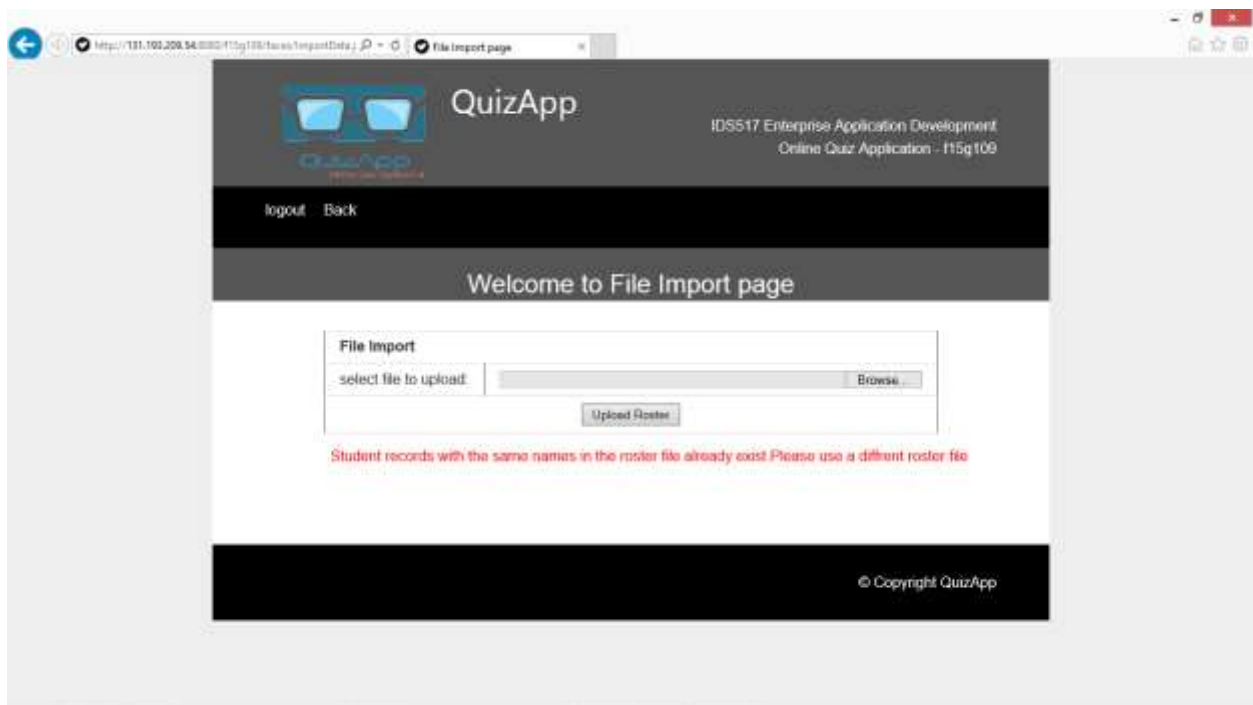 File Import page
QuizApp
IDS517 Enterprise Application Development
Online Quiz Application - f15g109
QuizApp
logout Back
Welcome to File Import page
File Import
select file to upload:
Browse...
Upload Roster
Student records with the same names in the roster file already exist.Please use a diffrent roster file
© Copyright QuizApp